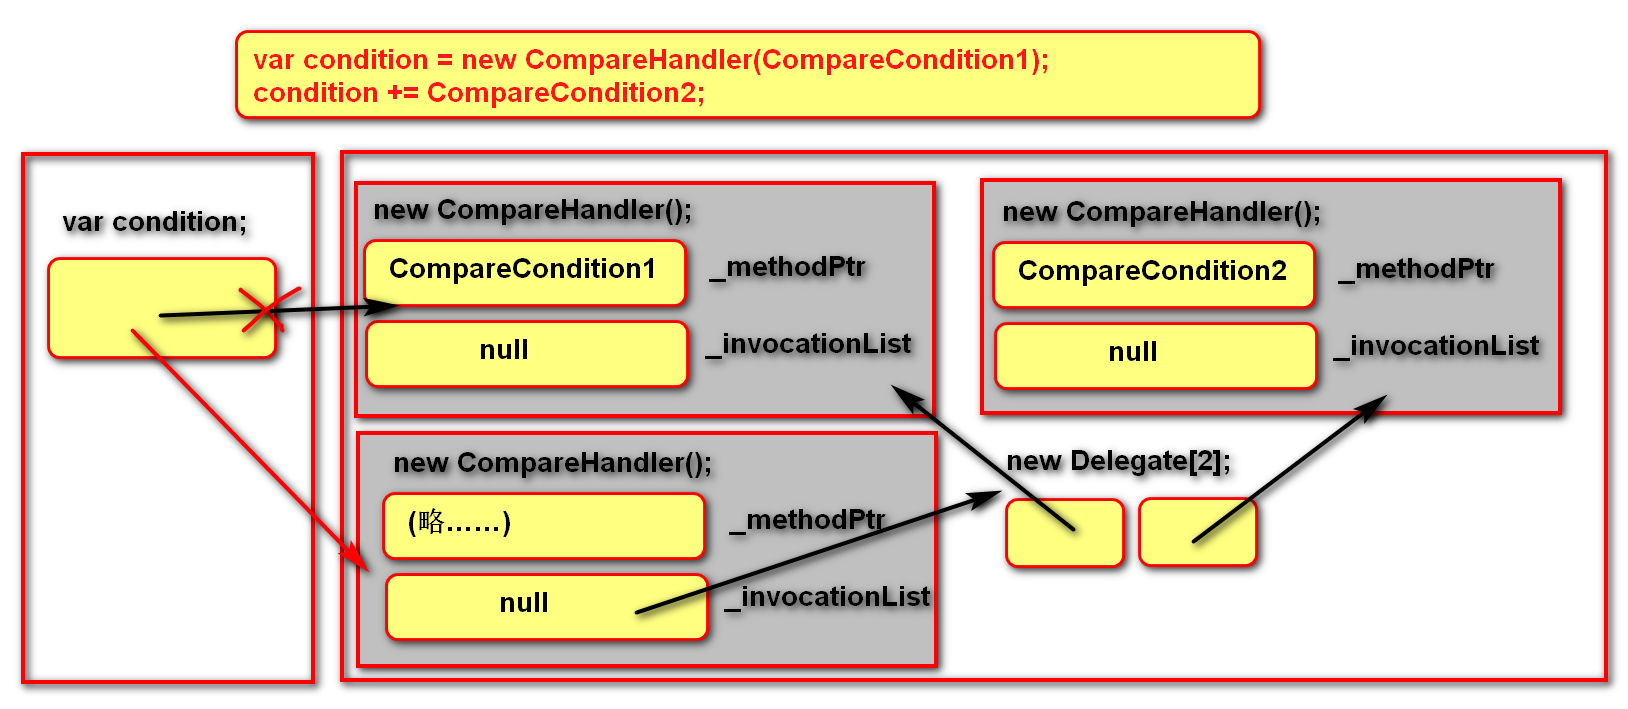 var condition = new CompareHandler(CompareCondition1);
condition += CompareCondition2;
var condition;
new CompareHandler();
CompareCondition1
_methodPtr
null
_invocationList
new CompareHandler();
CompareCondition2
_methodPtr
null
_invocationList
new CompareHandler();
(略……)
_methodPtr
null
_invocationList
new Delegate[2];